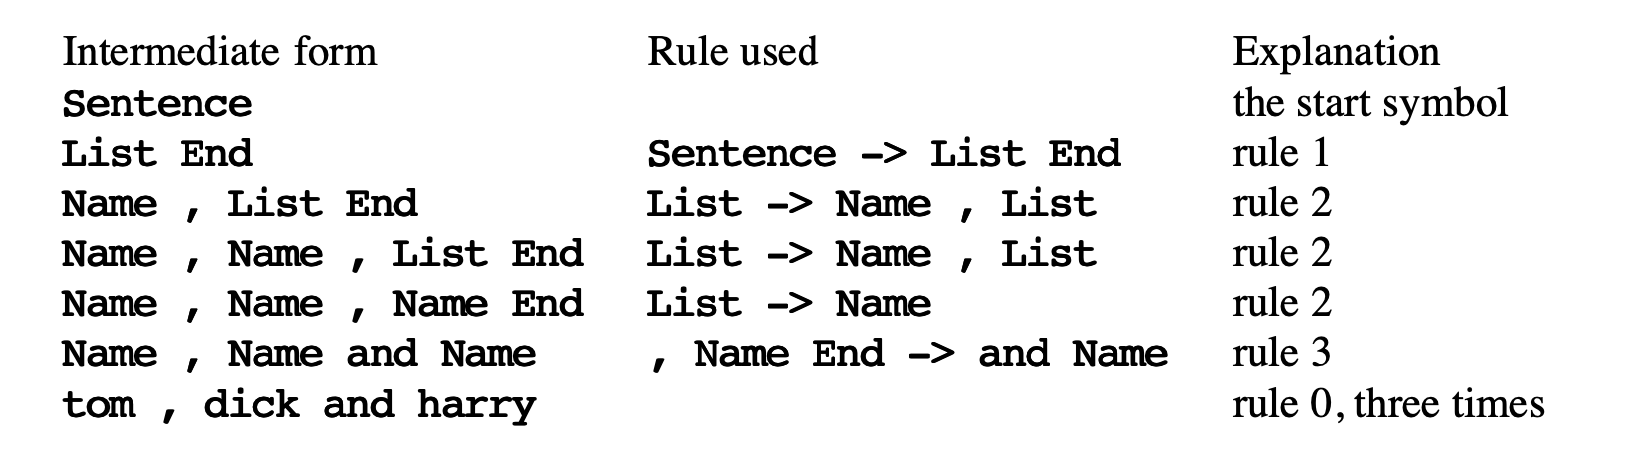 Intermediate form Rule used Explanation
Sentence the start symbol
List End Sentence -> List End rule 1
Name , List End List -> Name , List rule 2
Name , Name , List End List -> Name , List rule 2
Name , Name , Name End List -> Name rule 2
Name , Name and Name , Name End -> and Name rule 3
tom , dick and harry rule 0, three times